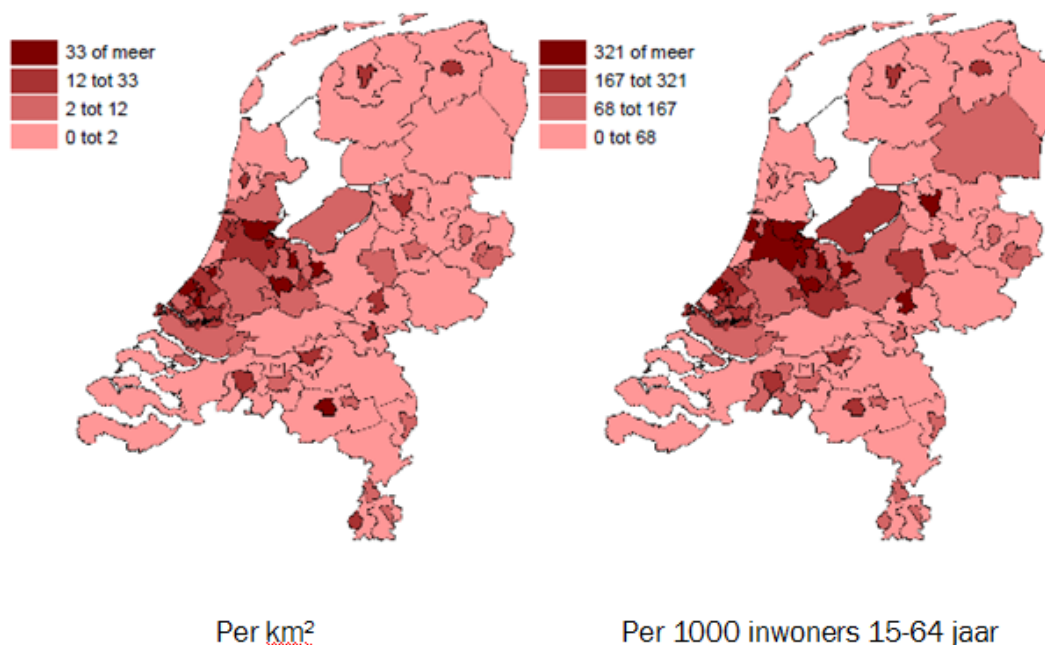 33 of meer
12 tot 33
2 tot 12
0 tot 2
321 of meer
167 tot 321
68 tot 167
0 tot 68
Per km²
Per 1000 inwoners 15-64 jaar